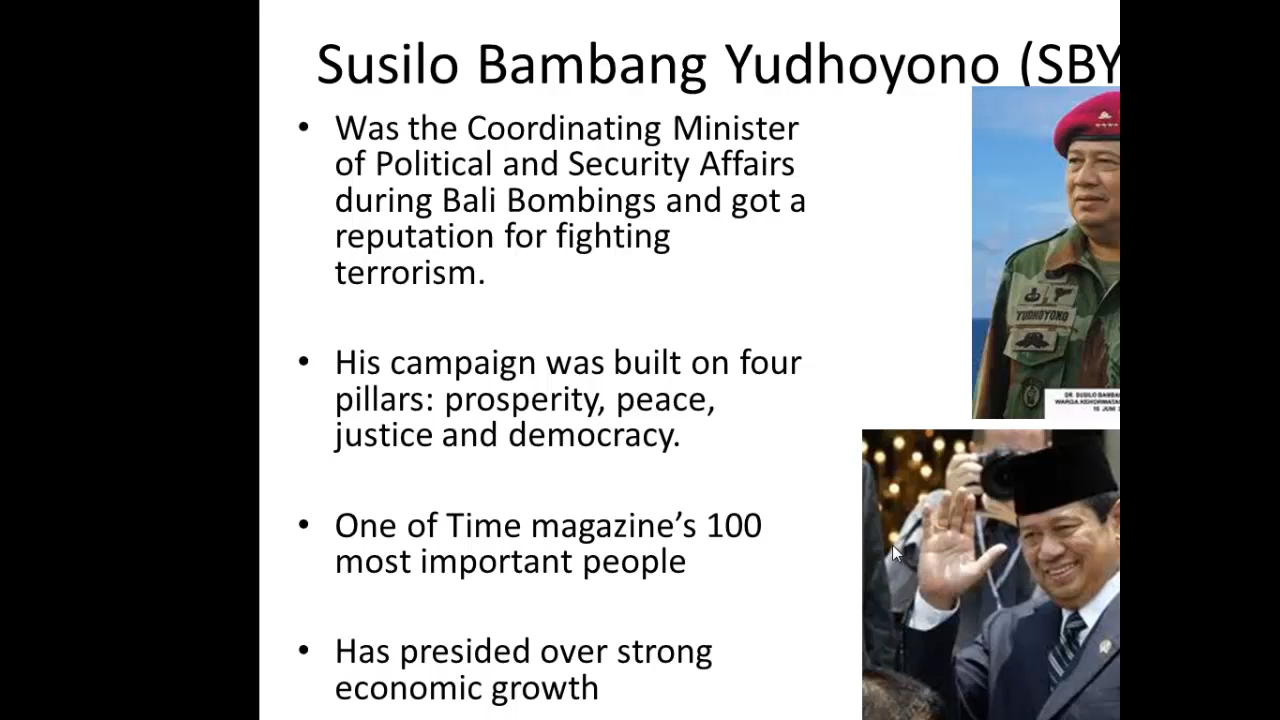 Susilo Bambang Yudhoyono (SBY
• Was the Coordinating Minister
of Political and Security Affairs
during Bali Bombings and got a
reputation for fighting
terrorism.
• His campaign was built on four
pillars: prosperity, peace,
justice and democracy.
• One of Time magazine’s 100
most important people
• Has presided over strong
economic growth
YUDHOYONO
DR. SUSILO